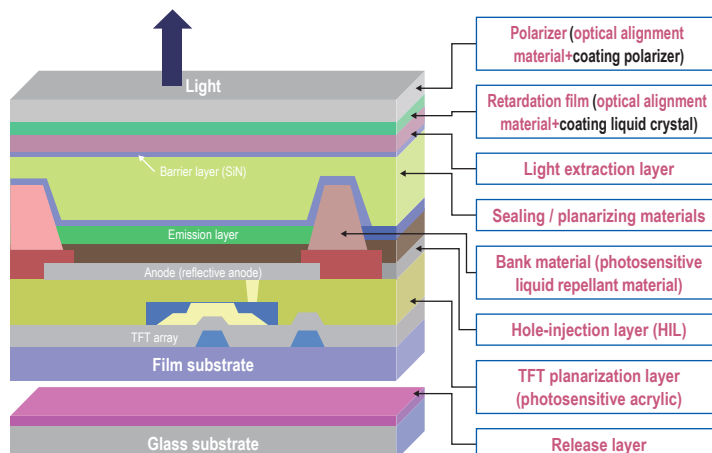 Light
Barrier layer (SiN)
Emission layer
Anode (reflective anode)
TFT array
Film substrate
Glass substrate
Polarizer (optical alignment
material+coating polarizer)
Retardation film (optical alignment
material+coating liquid crystal)
Light extraction layer
Sealing / planarizing materials
Bank material (photosensitive
liquid repellant material)
Hole-injection layer (HIL)
TFT planarization layer
(photosensitive acrylic)
Release layer